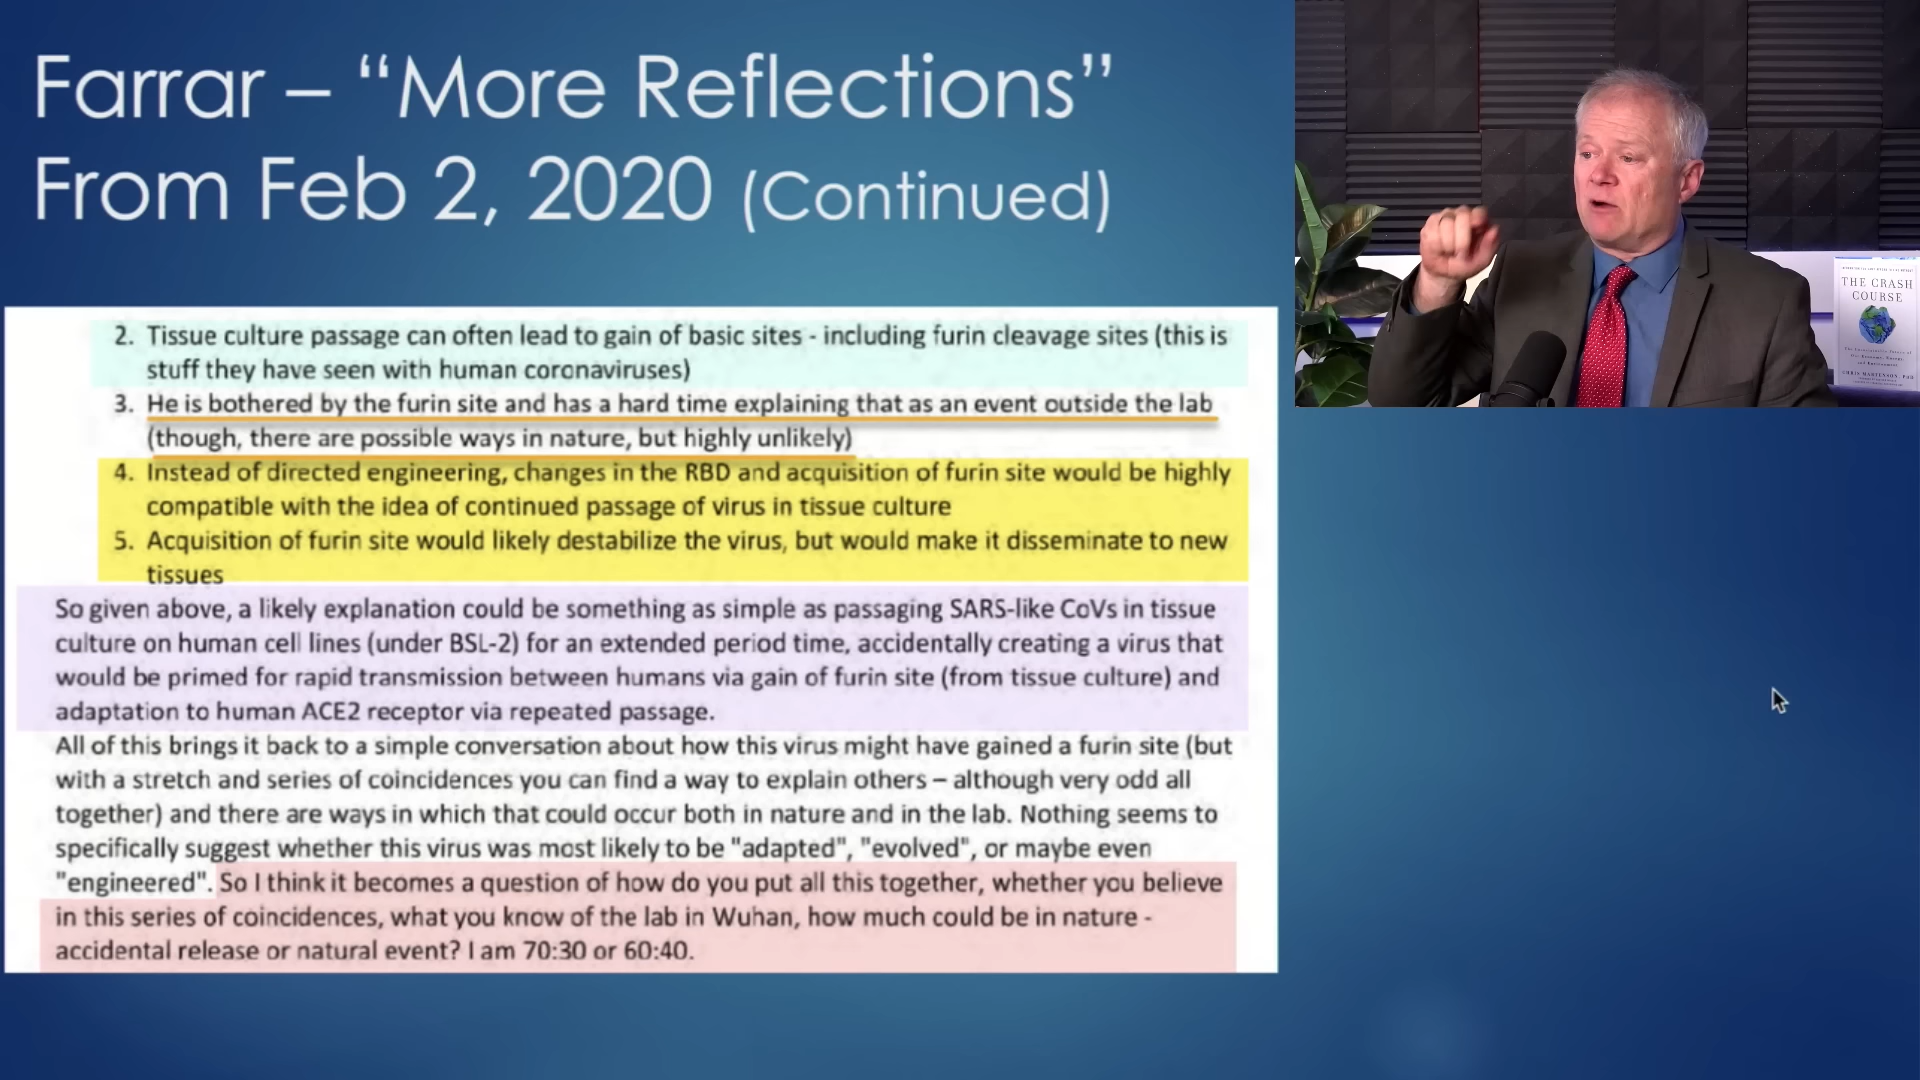 Farrar – “More Reflections”
From Feb 2, 2020 (Continued)
2. Tissue culture passage can often lead to gain of basic sites - including furin cleavage sites (this is
stuff they have seen with human coronaviruses)
3. He is bothered by the furin site and has a hard time explaining that as an event outside the lab
(though, there are possible ways in nature, but highly unlikely)
4. Instead of directed engineering, changes in the RBD and acquisition of furin site would be highly
compatible with the idea of continued passage of virus in tissue culture
5. Acquisition of furin site would likely destabilize the virus, but would make it disseminate to new
tissues
So given above, a likely explanation could be something as simple as passaging SARS-like CoVs in tissue
culture on human cell lines (under BSL-2) for an extended period time, accidentally creating a virus that
would be primed for rapid transmission between humans via gain of furin site (from tissue culture) and
adaptation to human ACE2 receptor via repeated passage.
All of this brings it back to a simple conversation about how this virus might have gained a furin site (but
with a stretch and series of coincidences you can find a way to explain others – although very odd all
together) and there are ways in which that could occur both in nature and in the lab. Nothing seems to
specifically suggest whether this virus was most likely to be "adapted", "evolved", or maybe even
"engineered". So I think it becomes a question of how do you put all this together, whether you believe
in this series of coincidences, what you know of the lab in Wuhan, how much could be in nature -
accidental release or natural event? I am 70:30 or 60:40.
THE CRASH
COURSE
CHRIS MARTENSON, PHD